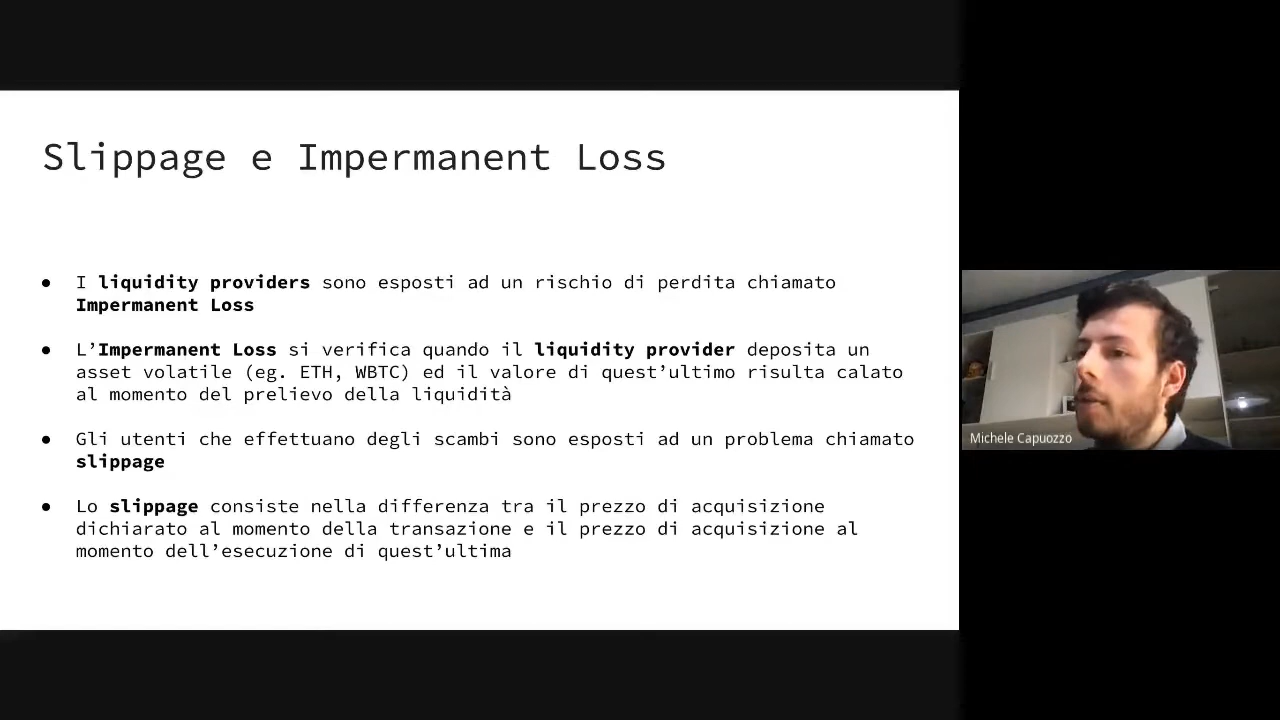 Slippage e Impermanent Loss
● I liquidity providers sono esposti ad un rischio di perdita chiamato
Impermanent Loss
● L’Impermanent Loss si verifica quando il liquidity provider deposita un
asset volatile (eg. ETH, WBTC) ed il valore di quest’ultimo risulta calato
al momento del prelievo della liquidità
● Gli utenti che effettuano degli scambi sono esposti ad un problema chiamato
slippage
● Lo slippage consiste nella differenza tra il prezzo di acquisizione
dichiarato al momento della transazione e il prezzo di acquisizione al
momento dell’esecuzione di quest’ultima
Michele Capuozzo